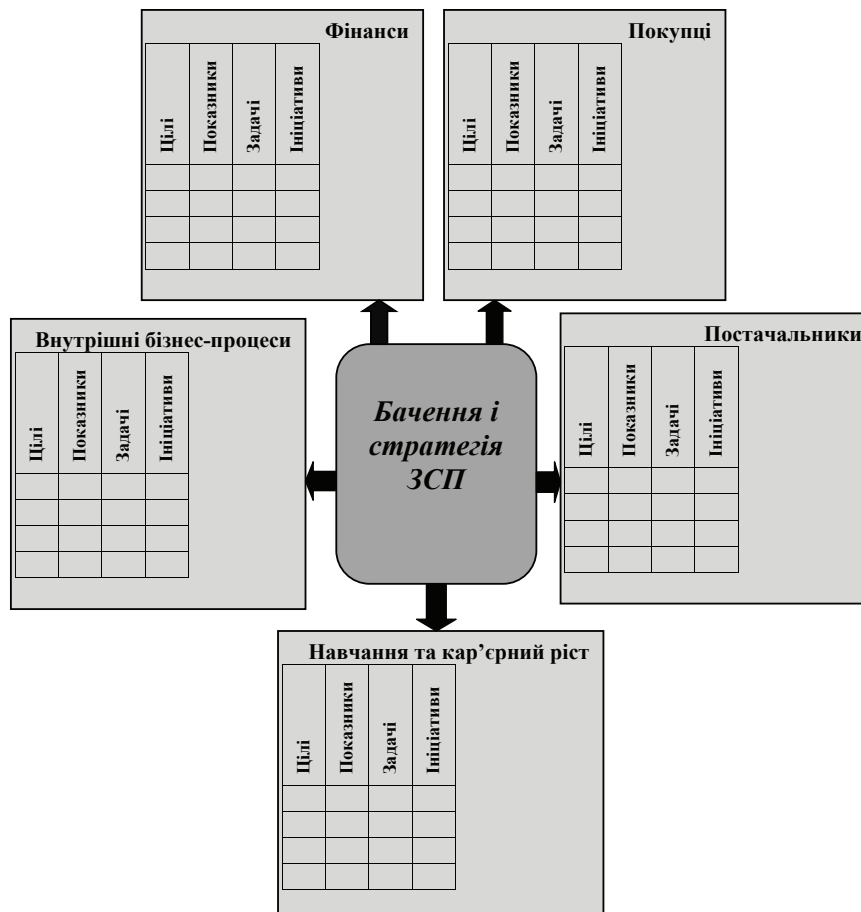 Фінанси
Цілі
Показники
Задачі
Ініціативи
Покупці
Цілі
Показники
Задачі
Ініціативи
Внутрішні бізнес-процеси
Цілі
Показники
Задачі
Ініціативи
Бачення і
стратегія
ЗСП
Постачальники
Цілі
Показники
Задачі
Ініціативи
Навчання та кар’єрний ріст
Цілі
Показники
Задачі
Ініціативи